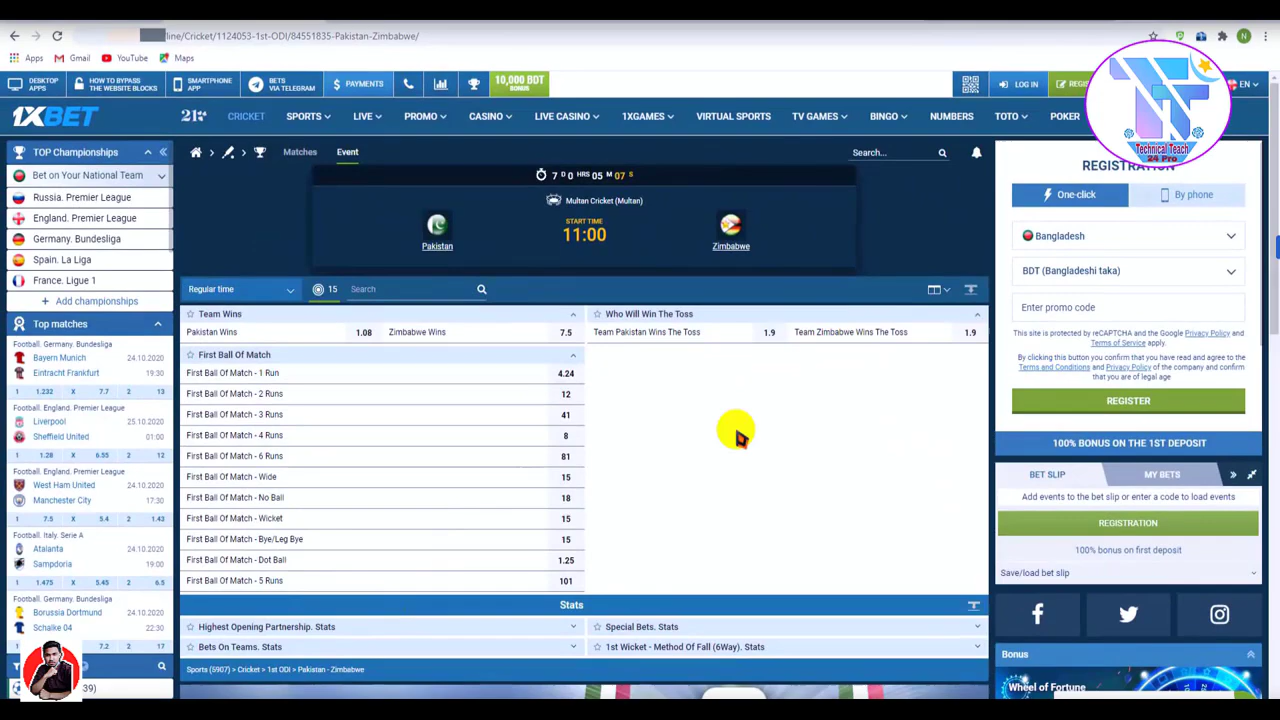 line/Cricket/1124053-1st-ODI/84551835-Pakistan-Zimbabwe/
Apps Gmail YouTube Maps
DESKTOP APPS
HOW TO BYPASS THE WEBSITE BLOCKS
SMARTPHONE APP
BETS VIA TELEGRAM
PAYMENTS
10,000 BDT BONUS
LOG IN
EN
1XBET
CRICKET SPORTS LIVE PROMO CASINO LIVE CASINO 1XGAMES VIRTUAL SPORTS TV GAMES BINGO NUMBERS TOTO POKER
Technical Teach
24 Pro
TOP Championships
Bet on Your National Team
Russia. Premier League
England. Premier League
Germany. Bundesliga
Spain. La Liga
France. Ligue 1
+ Add championships
Top matches
Football. Germany. Bundesliga
Bayern Munich 24.10.2020
Eintracht Frankfurt 19:30
1 1.232 X 7.7 2 13
Football. England. Premier League
Liverpool 25.10.2020
Sheffield United 01:00
1 1.28 X 6.55 2 12
Football. England. Premier League
West Ham United 24.10.2020
Manchester City 17:30
1 7.5 X 5.4 2 1.43
Football. Italy. Serie A
Atalanta 24.10.2020
Sampdoria 19:00
1 1.475 X 5.45 2 6.5
Football. Germany. Bundesliga
Borussia Dortmund 24.10.2020
Schalke 04 22:30
7.2 2 17
39)
Matches Event Search...
7 D 0 HRS 05 M 07 S
Multan Cricket (Multan)
START TIME
11:00
Pakistan Zimbabwe
Regular time 15 Search
Team Wins
Pakistan Wins 1.08 Zimbabwe Wins 7.5
Who Will Win The Toss
Team Pakistan Wins The Toss 1.9 Team Zimbabwe Wins The Toss 1.9
First Ball Of Match
First Ball Of Match - 1 Run 4.24
First Ball Of Match - 2 Runs 12
First Ball Of Match - 3 Runs 41
First Ball Of Match - 4 Runs 8
First Ball Of Match - 6 Runs 81
First Ball Of Match - Wide 15
First Ball Of Match - No Ball 18
First Ball Of Match - Wicket 15
First Ball Of Match - Bye/Leg Bye 15
First Ball Of Match - Dot Ball 1.25
First Ball Of Match - 5 Runs 101
Stats
Highest Opening Partnership. Stats
Special Bets. Stats
Bets On Teams. Stats
1st Wicket - Method Of Fall (6Way). Stats
Sports (5907) > Cricket > 1st ODI > Pakistan - Zimbabwe
REGISTRATION
One-click By phone
Bangladesh
BDT (Bangladeshi taka)
Enter promo code
This site is protected by reCAPTCHA and the Google Privacy Policy and
Terms of Service apply.
By clicking this button you confirm that you have read and agree to the
Terms and Conditions and Privacy Policy of the company and confirm
that you are of legal age
REGISTER
100% BONUS ON THE 1ST DEPOSIT
BET SLIP MY BETS
Add events to the bet slip or enter a code to load events
REGISTRATION
100% bonus on first deposit
Save/load bet slip
Bonus
Wheel of Fortune